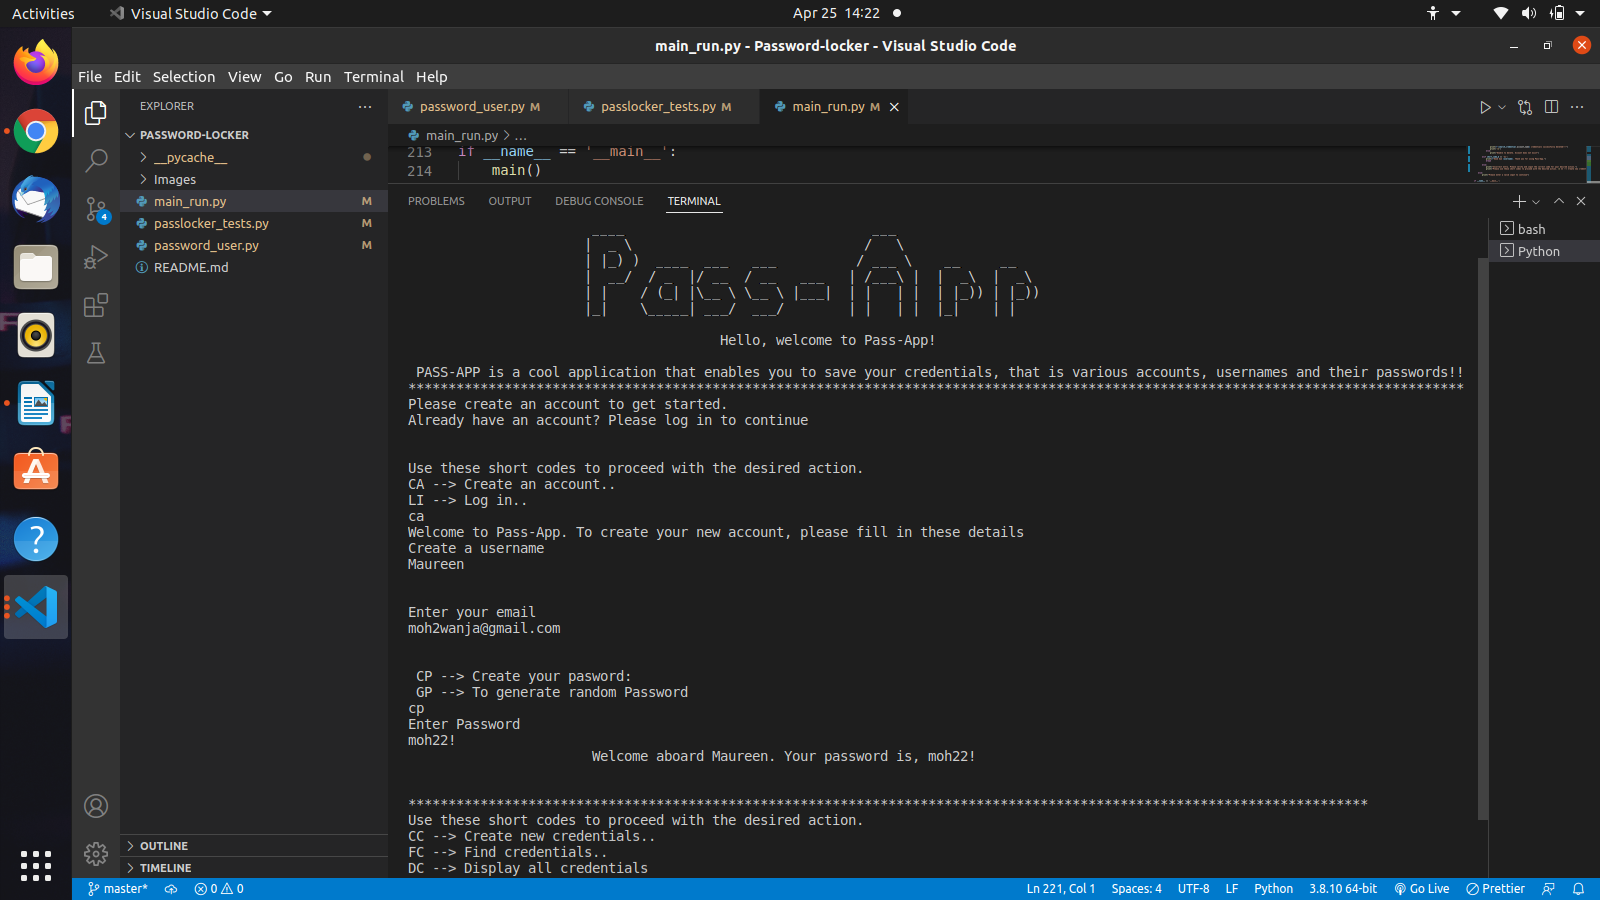 Activities
Visual Studio Code
Apr 25 14:22
main_run.py - Password-locker - Visual Studio Code
File Edit Selection View Go Run Terminal Help
EXPLORER
PASSWORD-LOCKER
__pycache__
Images
main_run.py M
passlocker_tests.py M
password_user.py M
README.md
OUTLINE
TIMELINE
4
password_user.py M
passlocker_tests.py M
main_run.py M
main_run.py > ...
213 if __name__ == '__main__':
214 main()
PROBLEMS OUTPUT DEBUG CONSOLE TERMINAL
bash
Python
Pass-App
Hello, welcome to Pass-App!
PASS-APP is a cool application that enables you to save your credentials, that is various accounts, usernames and their passwords!!
************************************************************************************************************************************
Please create an account to get started.
Already have an account? Please log in to continue
Use these short codes to proceed with the desired action.
CA --> Create an account..
LI --> Log in..
ca
Welcome to Pass-App. To create your new account, please fill in these details
Create a username
Maureen
Enter your email
moh2wanja@gmail.com
CP --> Create your pasword:
GP --> To generate random Password
cp
Enter Password
moh22!
Welcome aboard Maureen. Your password is, moh22!
************************************************************************************************************************
Use these short codes to proceed with the desired action.
CC --> Create new credentials..
FC --> Find credentials..
DC --> Display all credentials
master* 0 0 Ln 221, Col 1 Spaces: 4 UTF-8 LF Python 3.8.10 64-bit Go Live Prettier